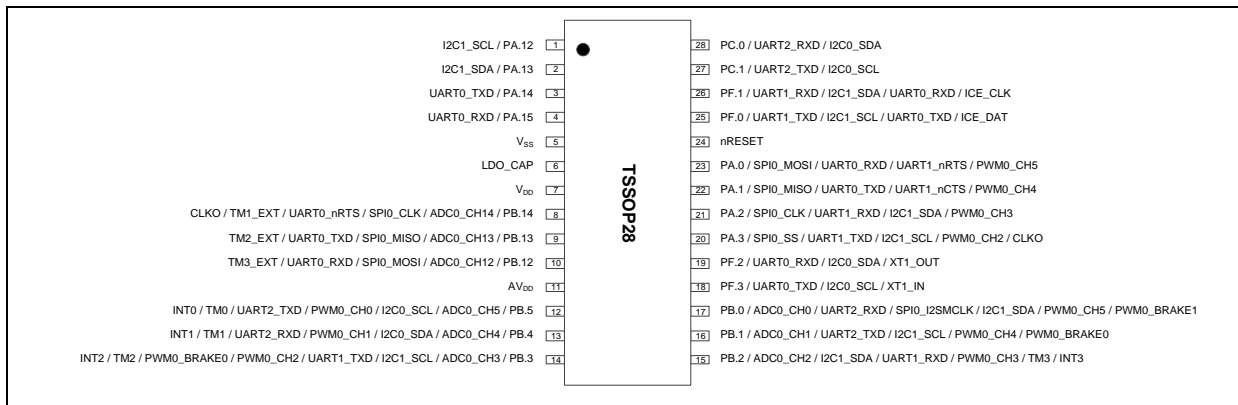 I2C1_SCL / PA.12 1
I2C1_SDA / PA.13 2
UART0_TXD / PA.14 3
UART0_RXD / PA.15 4
VSS 5
LDO_CAP 6
VDD 7
CLKO / TM1_EXT / UART0_nRTS / SPI0_CLK / ADC0_CH14 / PB.14 8
TM2_EXT / UART0_TXD / SPI0_MISO / ADC0_CH13 / PB.13 9
TM3_EXT / UART0_RXD / SPI0_MOSI / ADC0_CH12 / PB.12 10
AVDD 11
INT0 / TM0 / UART2_TXD / PWM0_CH0 / I2C0_SCL / ADC0_CH5 / PB.5 12
INT1 / TM1 / UART2_RXD / PWM0_CH1 / I2C0_SDA / ADC0_CH4 / PB.4 13
INT2 / TM2 / PWM0_BRAKE0 / PWM0_CH2 / UART1_TXD / I2C1_SCL / ADC0_CH3 / PB.3 14
TSSOP28
28 PC.0 / UART2_RXD / I2C0_SDA
27 PC.1 / UART2_TXD / I2C0_SCL
26 PF.1 / UART1_RXD / I2C1_SDA / UART0_RXD / ICE_CLK
25 PF.0 / UART1_TXD / I2C1_SCL / UART0_TXD / ICE_DAT
24 nRESET
23 PA.0 / SPI0_MOSI / UART0_RXD / UART1_nRTS / PWM0_CH5
22 PA.1 / SPI0_MISO / UART0_TXD / UART1_nCTS / PWM0_CH4
21 PA.2 / SPI0_CLK / UART1_RXD / I2C1_SDA / PWM0_CH3
20 PA.3 / SPI0_SS / UART1_TXD / I2C1_SCL / PWM0_CH2 / CLKO
19 PF.2 / UART0_RXD / I2C0_SDA / XT1_OUT
18 PF.3 / UART0_TXD / I2C0_SCL / XT1_IN
17 PB.0 / ADC0_CH0 / UART2_RXD / SPI0_I2SMCLK / I2C1_SDA / PWM0_CH5 / PWM0_BRAKE1
16 PB.1 / ADC0_CH1 / UART2_TXD / I2C1_SCL / PWM0_CH4 / PWM0_BRAKE0
15 PB.2 / ADC0_CH2 / I2C1_SDA / UART1_RXD / PWM0_CH3 / TM3 / INT3